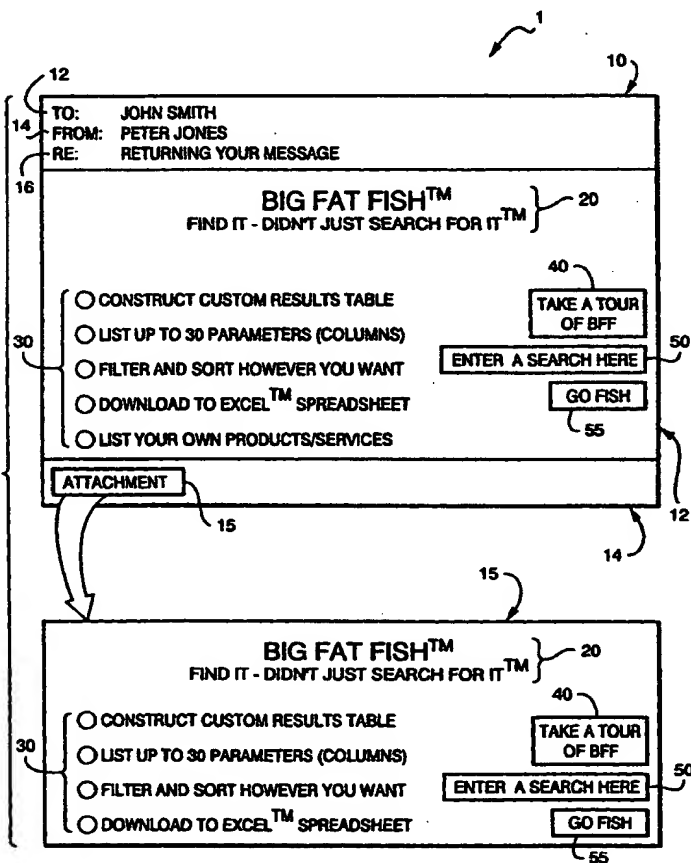 1
12
10
TO: JOHN SMITH
14
FROM: PETER JONES
16
RE: RETURNING YOUR MESSAGE
BIG FAT FISH™
20
FIND IT - DIDN'T JUST SEARCH FOR IT™
40
30
CONSTRUCT CUSTOM RESULTS TABLE
TAKE A TOUR
OF BFF
LIST UP TO 30 PARAMETERS (COLUMNS)
50
FILTER AND SORT HOWEVER YOU WANT
ENTER A SEARCH HERE
DOWNLOAD TO EXCEL™ SPREADSHEET
GO FISH
55
LIST YOUR OWN PRODUCTS/SERVICES
12
ATTACHMENT
15
14
15
BIG FAT FISH™
20
FIND IT - DIDN'T JUST SEARCH FOR IT™
40
30
CONSTRUCT CUSTOM RESULTS TABLE
TAKE A TOUR
OF BFF
LIST UP TO 30 PARAMETERS (COLUMNS)
50
FILTER AND SORT HOWEVER YOU WANT
ENTER A SEARCH HERE
DOWNLOAD TO EXCEL™ SPREADSHEET
GO FISH
55